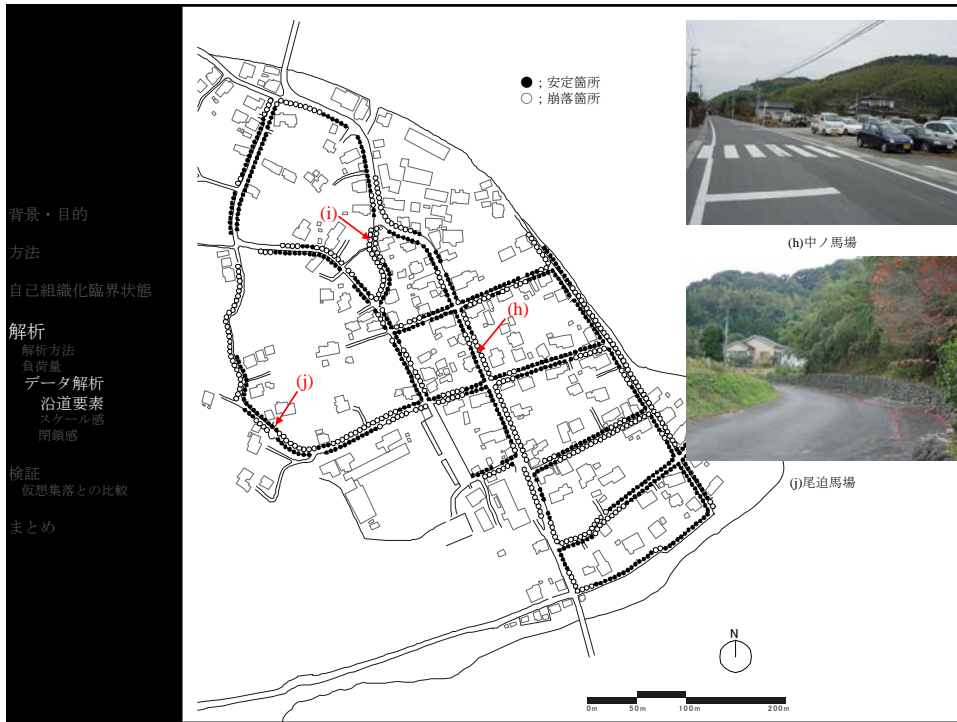 背景・目的
方法
自己組織化臨界状態
解析
解析方法
負荷量
データ解析
沿道要素
スケール感
閉鎖感
検証
仮想集落との比較
まとめ
●；安定箇所
○；崩落箇所
(i)
(h)
(j)
(h)中ノ馬場
(j)尾迫馬場
N
0m 50m 100m 200m